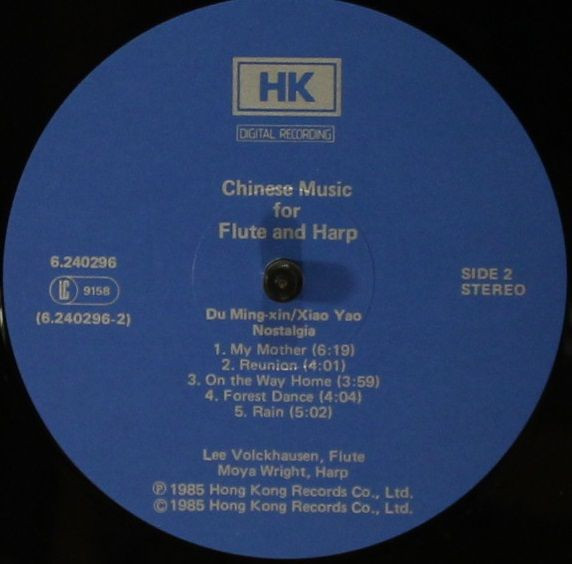 HK
DIGITAL RECORDING
Chinese Music
for
Flute and Harp
6.240296
LC 9158
(6.240296-2)
SIDE 2
STEREO
Du Ming-xin/Xiao Yao
Nostalgia
1. My Mother (6:19)
2. Reunion (4:01)
3. On the Way Home (3:59)
4. Forest Dance (4:04)
5. Rain (5:02)
Lee Volckhausen, Flute
Moya Wright, Harp
Ⓟ 1985 Hong Kong Records Co., Ltd.
© 1985 Hong Kong Records Co., Ltd.